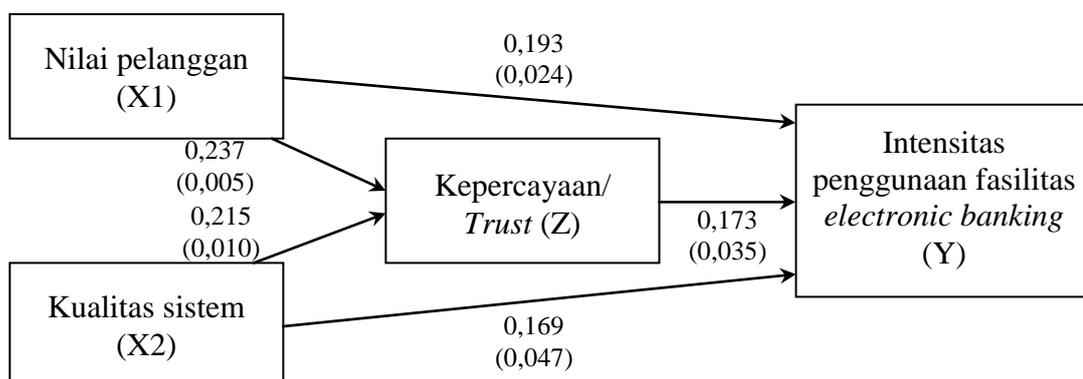 Nilai pelanggan
(X1)
0,193
(0,024)
0,237
(0,005)
0,215
(0,010)
Kepercayaan/
Trust (Z)
0,173
(0,035)
Intensitas
penggunaan fasilitas
electronic banking
(Y)
Kualitas sistem
(X2)
0,169
(0,047)